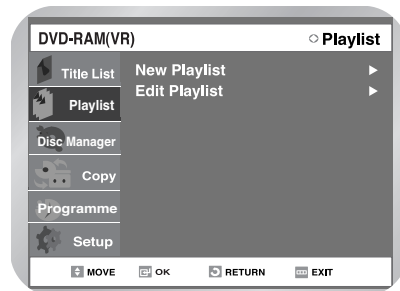 DVD-RAM(VR) Playlist
Title List
Playlist
Disc Manager
Copy
Programme
Setup
New Playlist
Edit Playlist
MOVE OK RETURN EXIT